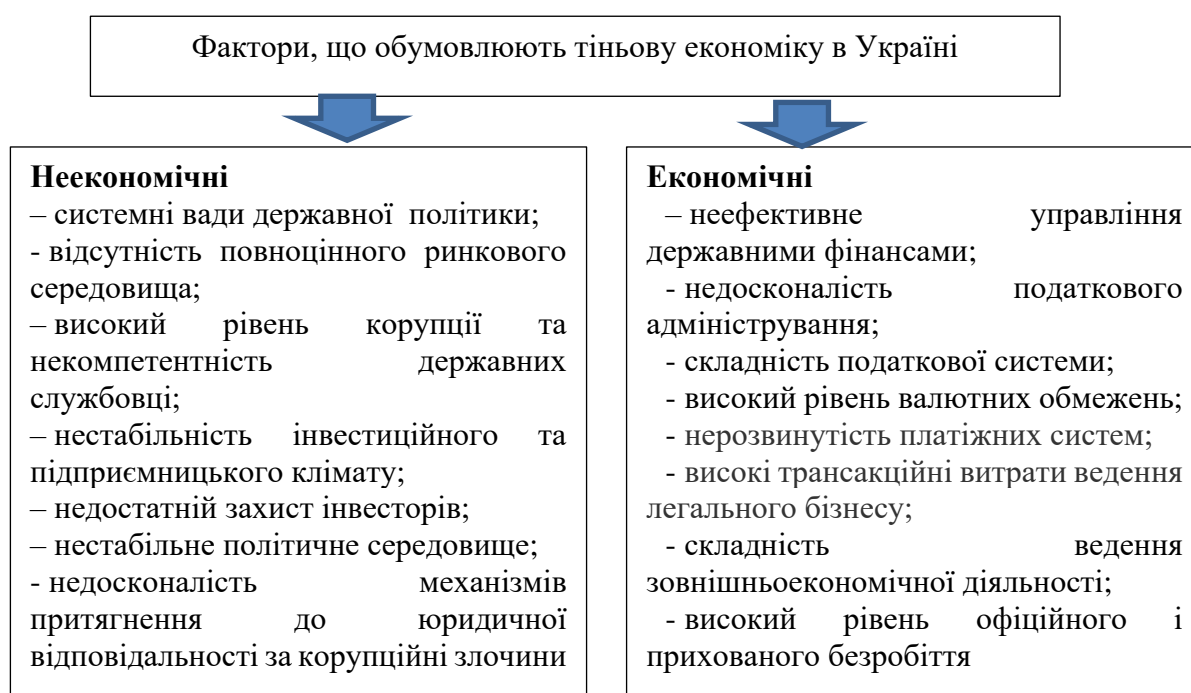 Фактори, що обумовлюють тіньову економіку в Україні
Неекономічні
– системні вади державної політики;
- відсутність повноцінного ринкового
середовища;
– високий рівень корупції та
некомпетентність державних
службовці;
– нестабільність інвестиційного та
підприємницького клімату;
– недостатній захист інвесторів;
– нестабільне політичне середовище;
- недосконалість механізмів
притягнення до юридичної
відповідальності за корупційні злочини
Економічні
– неефективне управління
державними фінансами;
- недосконалість податкового
адміністрування;
- складність податкової системи;
- високий рівень валютних обмежень;
- нерозвинутість платіжних систем;
- високі трансакційні витрати ведення
легального бізнесу;
- складність ведення
зовнішньоекономічної діяльності;
- високий рівень офіційного і
прихованого безробіття